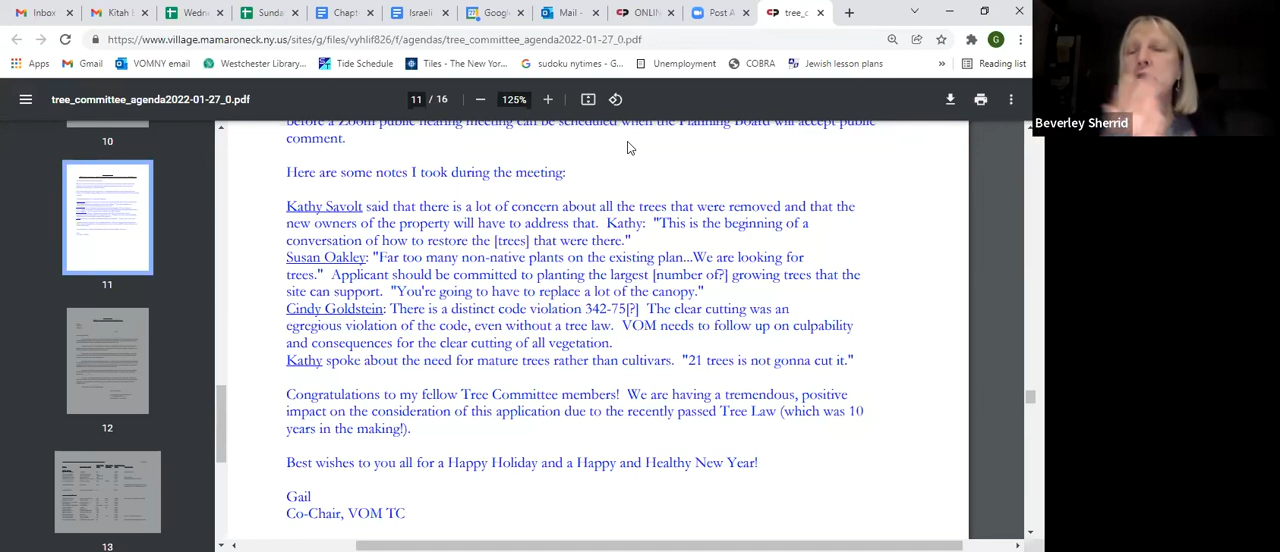 Inbox
Kitah E
Wedne
Sunda
Chapt
Israeli
Googl
Mail -
ONLIN
Post A
tree_c
https://www.village.mamaroneck.ny.us/sites/g/files/vyhlif826/f/agendas/tree_committee_agenda2022-01-27_0.pdf
G
Apps
Gmail
VOMNY email
Westchester Library...
Tide Schedule
Tiles - The New Yor...
sudoku nytimes - G...
Unemployment
COBRA
Jewish lesson plans
»
Reading list
tree_committee_agenda2022-01-27_0.pdf
11 / 16
125%
Beverley Sherrid
10
11
12
13
before a Zoom public hearing meeting can be scheduled when the Planning Board will accept public
comment.
Here are some notes I took during the meeting:
Kathy Savolt said that there is a lot of concern about all the trees that were removed and that the
new owners of the property will have to address that.  Kathy:  "This is the beginning of a
conversation of how to restore the [trees] that were there."
Susan Oakley: "Far too many non-native plants on the existing plan...We are looking for
trees."  Applicant should be committed to planting the largest [number of?] growing trees that the
site can support.  "You're going to have to replace a lot of the canopy."
Cindy Goldstein: There is a distinct code violation 342-75[?]  The clear cutting was an
egregious violation of the code, even without a tree law.  VOM needs to follow up on culpability
and consequences for the clear cutting of all vegetation.
Kathy spoke about the need for mature trees rather than cultivars.  "21 trees is not gonna cut it."
Congratulations to my fellow Tree Committee members!  We are having a tremendous, positive
impact on the consideration of this application due to the recently passed Tree Law (which was 10
years in the making!).
Best wishes to you all for a Happy Holiday and a Happy and Healthy New Year!
Gail
Co-Chair, VOM TC